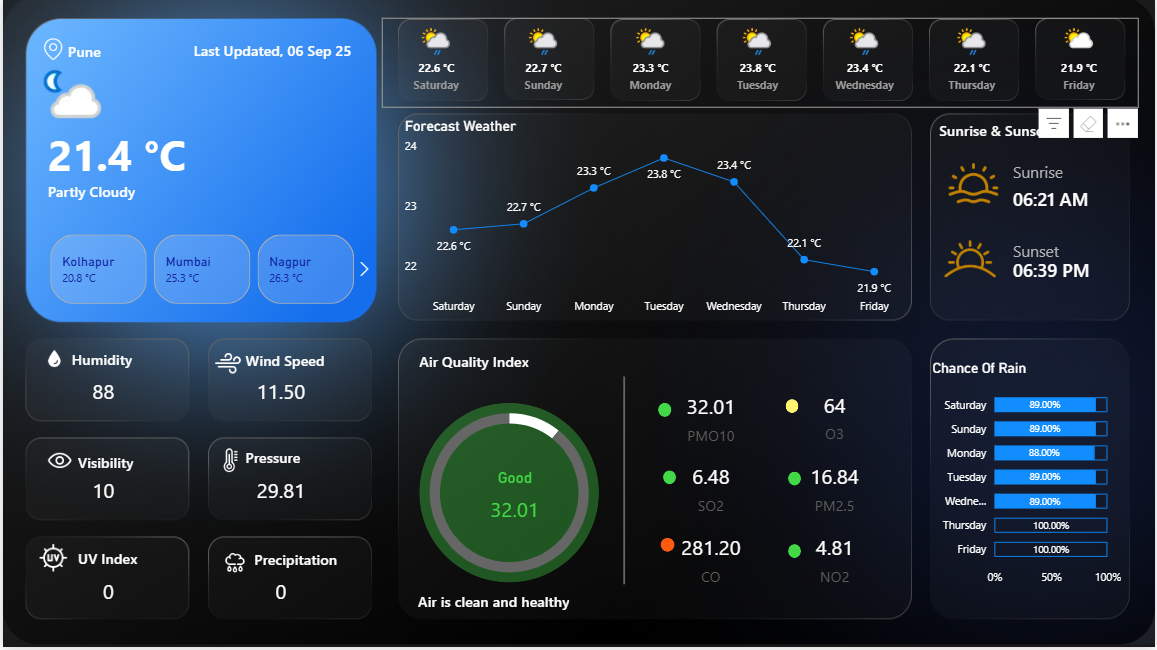 Pune
Last Updated, 06 Sep 25
21.4 °C
Partly Cloudy
Kolhapur
20.8 °C
Mumbai
25.3 °C
Nagpur
26.3 °C
22.6 °C
Saturday
22.7 °C
Sunday
23.3 °C
Monday
23.8 °C
Tuesday
23.4 °C
Wednesday
22.1 °C
Thursday
21.9 °C
Friday
Forecast Weather
24
23
22
22.6 °C
22.7 °C
23.3 °C
23.8 °C
23.4 °C
22.1 °C
21.9 °C
Saturday Sunday Monday Tuesday Wednesday Thursday Friday
Sunrise & Sunse
Sunrise
06:21 AM
Sunset
06:39 PM
Humidity
88
Wind Speed
11.50
Visibility
10
Pressure
29.81
UV
UV Index
0
Precipitation
0
Air Quality Index
Good
32.01
Air is clean and healthy
32.01
PMO10
64
O3
6.48
SO2
16.84
PM2.5
281.20
CO
4.81
NO2
Chance Of Rain
Saturday 89.00%
Sunday 89.00%
Monday 88.00%
Tuesday 89.00%
Wedne... 89.00%
Thursday 100.00%
Friday 100.00%
0% 50% 100%